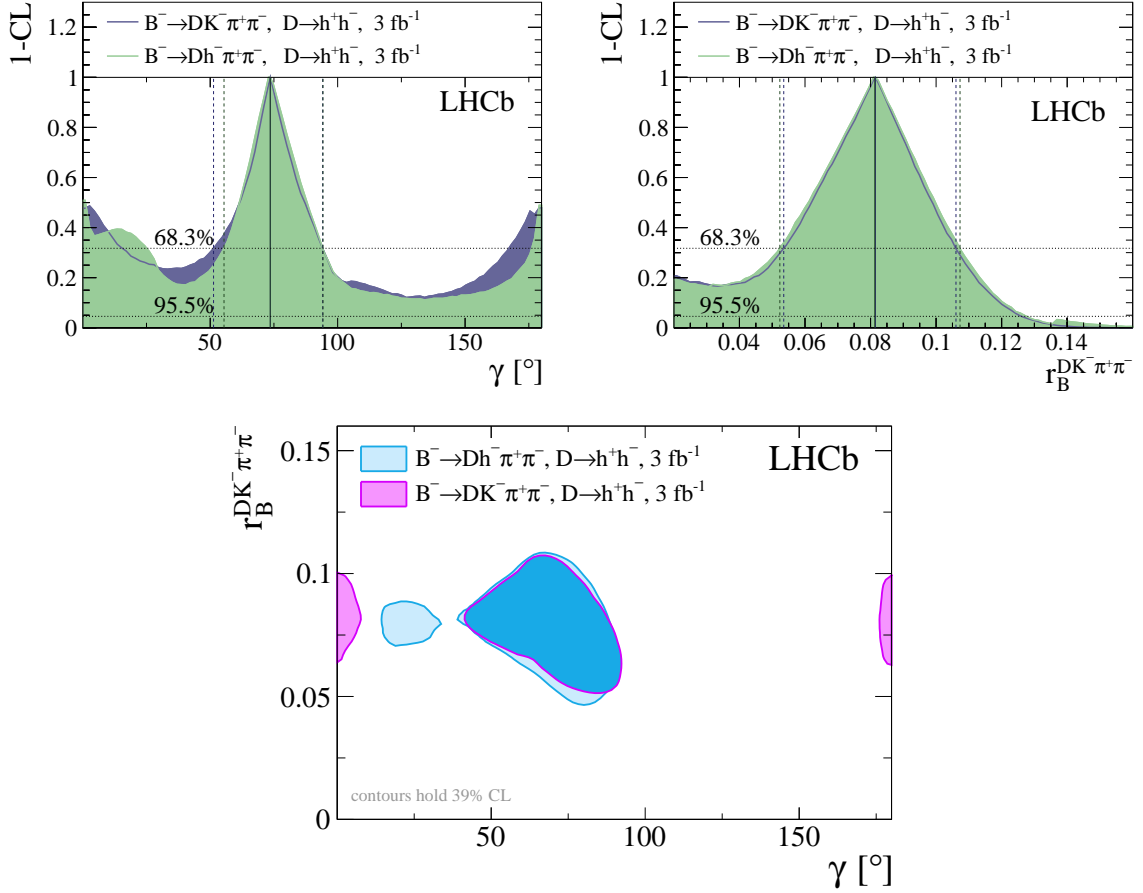 1-CL
B⁻→DK⁻π⁺π⁻, D→h⁺h⁻, 3 fb⁻¹
B⁻→Dh⁻π⁺π⁻, D→h⁺h⁻, 3 fb⁻¹
LHCb
1.2
1
0.8
0.6
0.4
0.2
0
68.3%
95.5%
50
100
150
γ [°]
1-CL
B⁻→DK⁻π⁺π⁻, D→h⁺h⁻, 3 fb⁻¹
B⁻→Dh⁻π⁺π⁻, D→h⁺h⁻, 3 fb⁻¹
LHCb
1.2
1
0.8
0.6
0.4
0.2
0
68.3%
95.5%
0.04
0.06
0.08
0.1
0.12
0.14
r_B^{DK⁻π⁺π⁻}
r_B^{DK⁻π⁺π⁻}
B⁻→Dh⁻π⁺π⁻, D→h⁺h⁻, 3 fb⁻¹
B⁻→DK⁻π⁺π⁻, D→h⁺h⁻, 3 fb⁻¹
LHCb
0.15
0.1
0.05
0
contours hold 39% CL
50
100
150
γ [°]